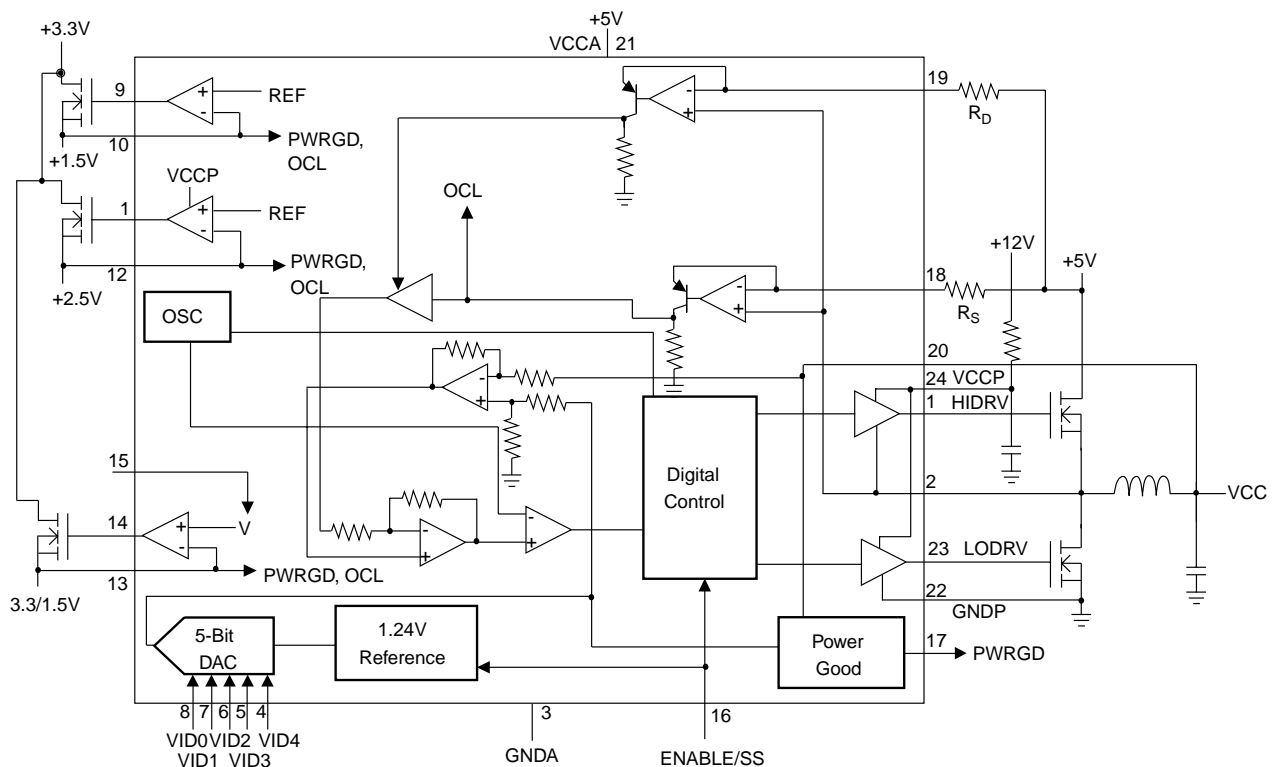 +5V
VCCA 21
+3.3V
9
+
-
REF
10
PWRGD,
OCL
+1.5V
VCCP
1
+
-
REF
12
PWRGD,
OCL
+2.5V
OSC
OCL
-
+
19
RD
-
+
18
RS
+12V
+5V
20
24 VCCP
1 HIDRV
-
+
Digital
Control
2
VCC
15
14
+
-
V
13
PWRGD, OCL
3.3/1.5V
-
+
-
+
23 LODRV
22
GNDP
5-Bit
DAC
1.24V
Reference
Power
Good
17
PWRGD
8 7 6 5 4
VID0 VID2 VID4
VID1 VID3
3
GNDA
16
ENABLE/SS